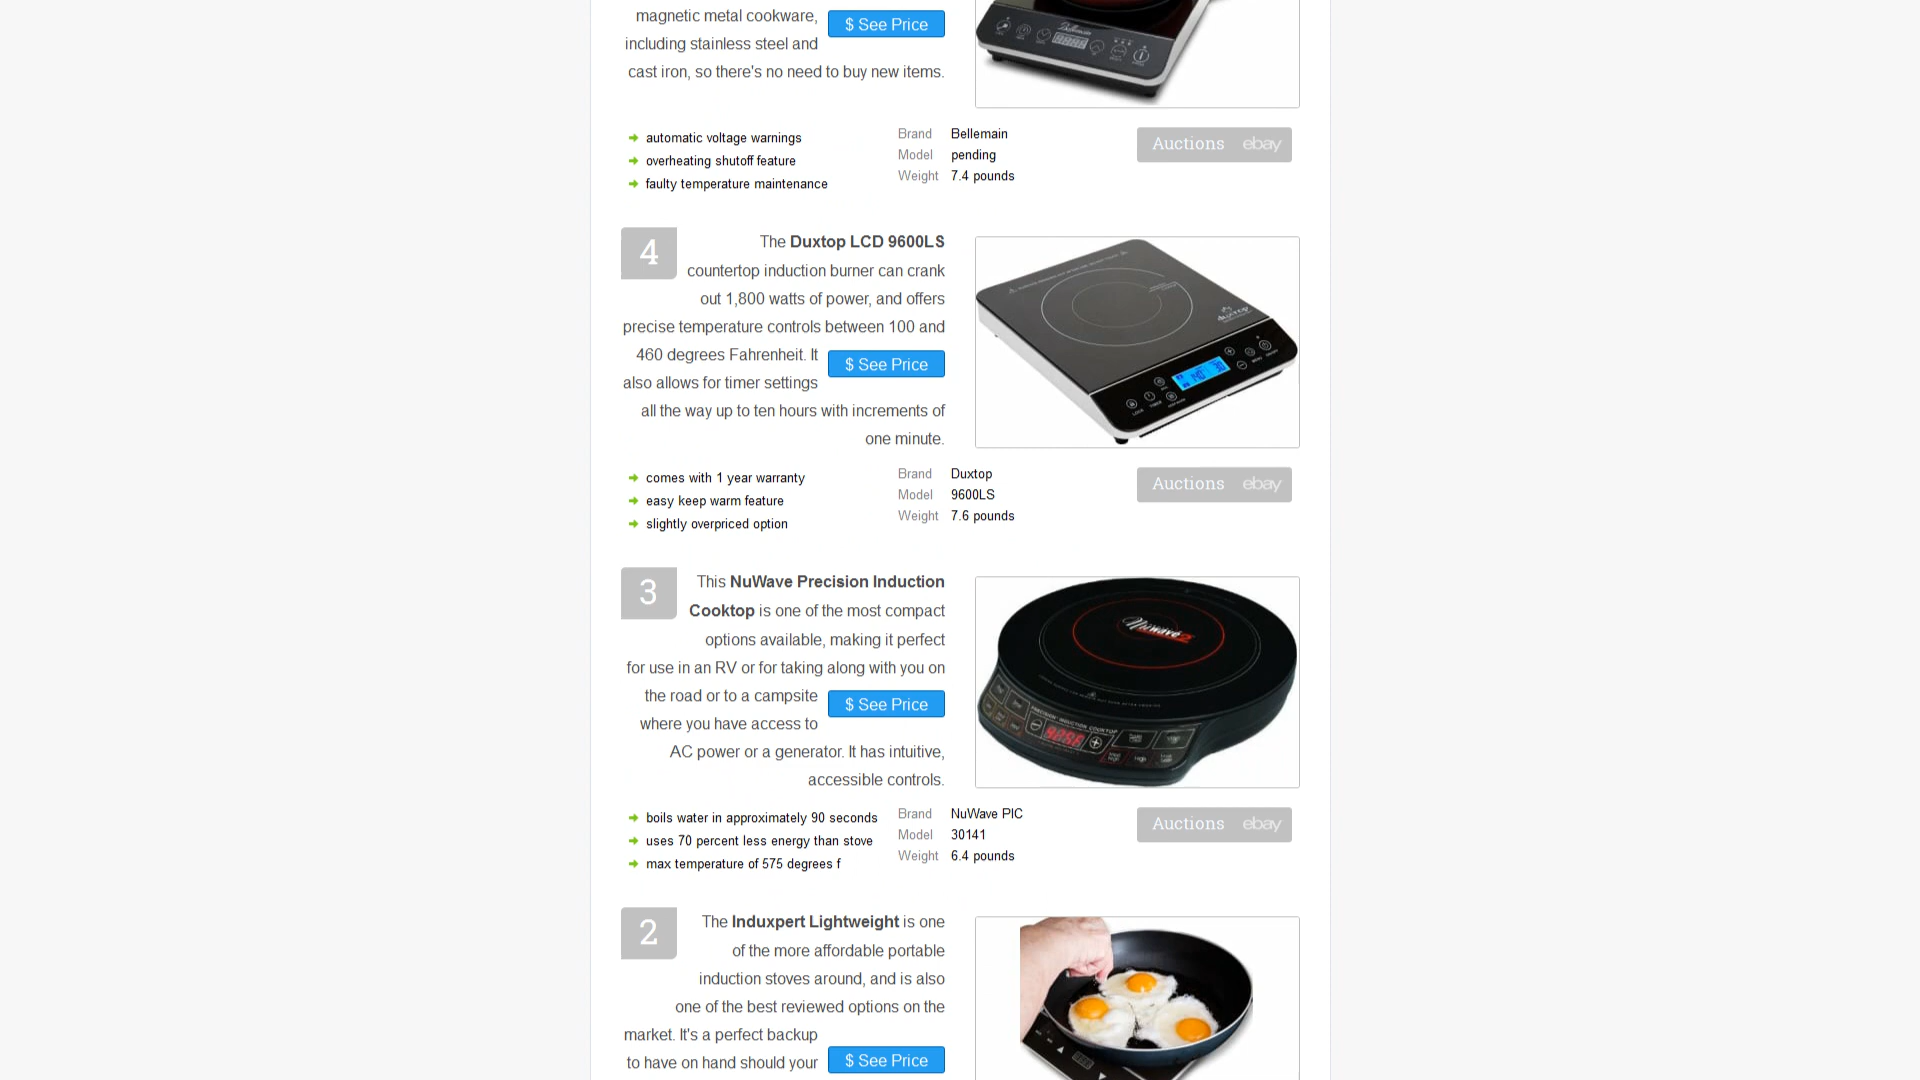 magnetic metal cookware,
$ See Price
including stainless steel and
cast iron, so there's no need to buy new items.
Bellemain
automatic voltage warnings
overheating shutoff feature
faulty temperature maintenance
Brand Bellemain
Model pending
Weight 7.4 pounds
Auctions ebay
4
The Duxtop LCD 9600LS
countertop induction burner can crank
out 1,800 watts of power, and offers
precise temperature controls between 100 and
460 degrees Fahrenheit. It
$ See Price
also allows for timer settings
all the way up to ten hours with increments of
one minute.
duxtop
comes with 1 year warranty
easy keep warm feature
slightly overpriced option
Brand Duxtop
Model 9600LS
Weight 7.6 pounds
Auctions ebay
3
This NuWave Precision Induction
Cooktop is one of the most compact
options available, making it perfect
for use in an RV or for taking along with you on
the road or to a campsite
$ See Price
where you have access to
AC power or a generator. It has intuitive,
accessible controls.
Nuwave2
PRECISION INDUCTION COOKTOP
boils water in approximately 90 seconds
uses 70 percent less energy than stove
max temperature of 575 degrees f
Brand NuWave PIC
Model 30141
Weight 6.4 pounds
Auctions ebay
2
The Induxpert Lightweight is one
of the more affordable portable
induction stoves around, and is also
one of the best reviewed options on the
market. It's a perfect backup
to have on hand should your
$ See Price